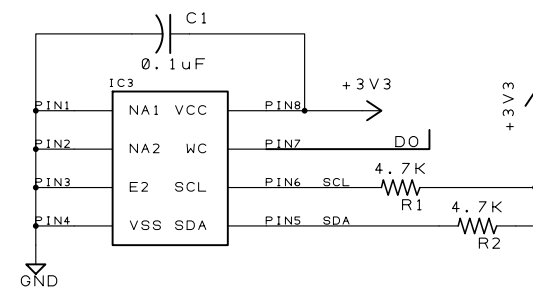 C1
0.1uF
IC3
+3V3
+3V3
PIN1 NA1 VCC PIN8
PIN2 NA2 WC PIN7 DO
PIN3 E2 SCL PIN6 SCL 4.7K R1
PIN4 VSS SDA PIN5 SDA 4.7K R2
GND